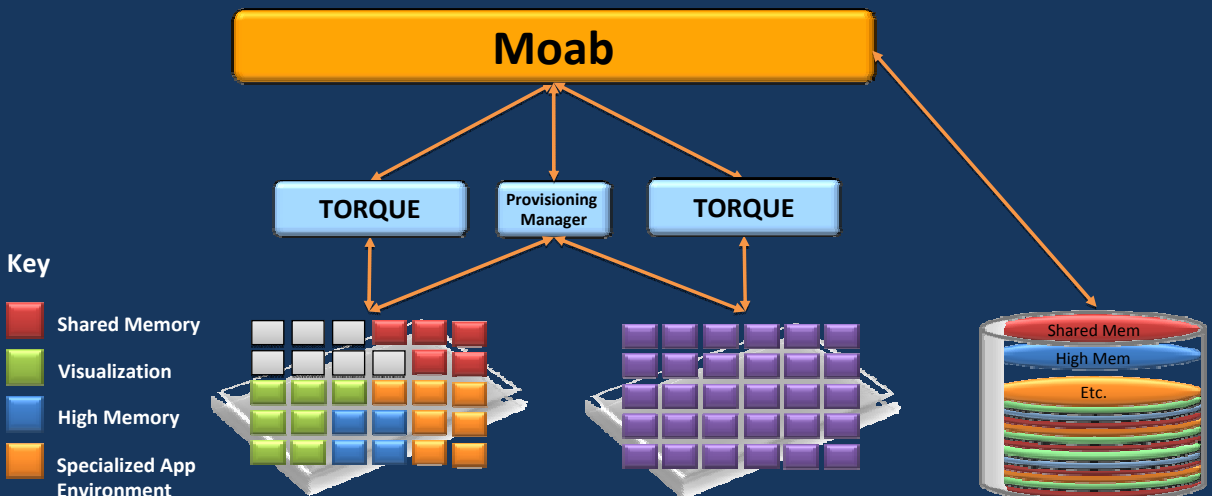 Moab
TORQUE
Provisioning
Manager
TORQUE
Key
Shared Memory
Visualization
High Memory
Specialized App
Environment
Shared Mem
High Mem
Etc.